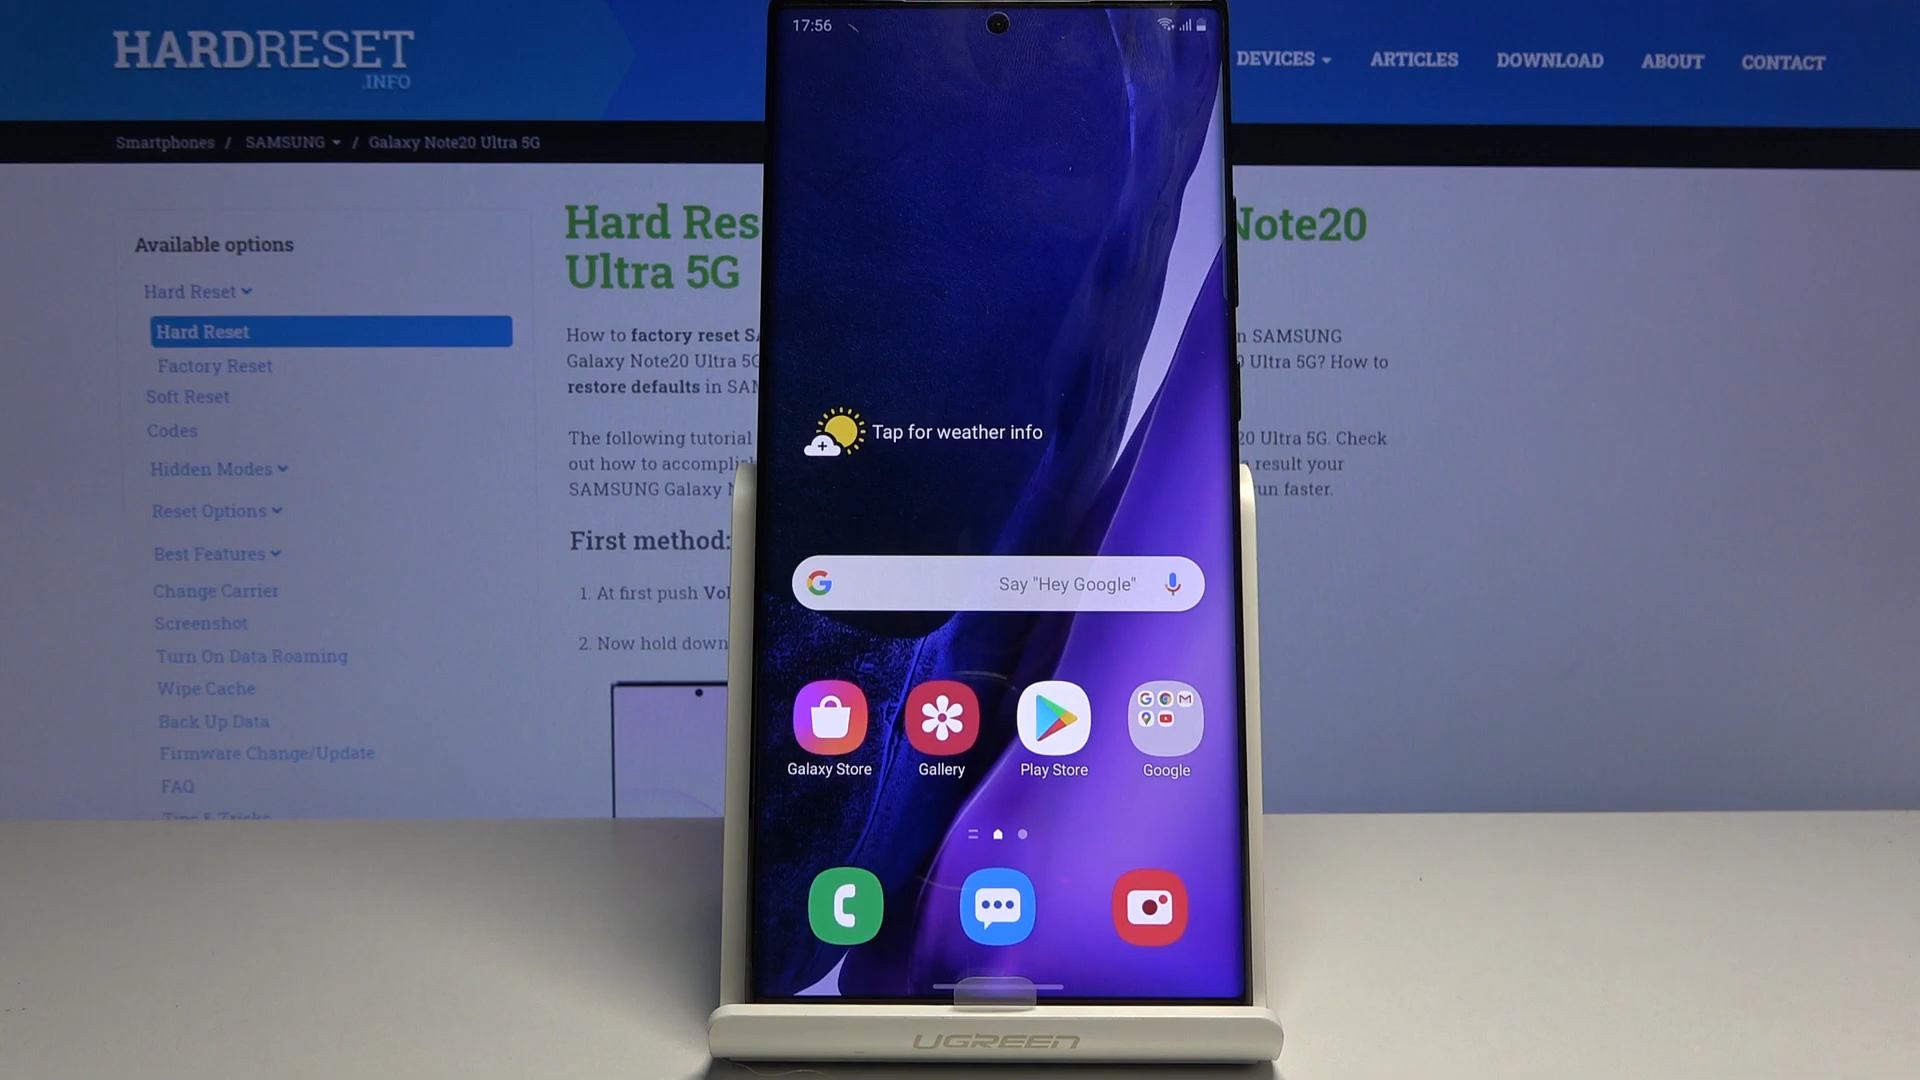 HARDRESET
.INFO
DEVICES
ARTICLES
DOWNLOAD
ABOUT
CONTACT
Smartphones / SAMSUNG / Galaxy Note20 Ultra 5G
Available options
Hard Reset
Hard Reset
Factory Reset
Soft Reset
Codes
Hidden Modes
Reset Options
Best Features
Change Carrier
Screenshot
Turn On Data Roaming
Wipe Cache
Back Up Data
Firmware Change/Update
FAQ
Tips & Tricks
Hard Res
Note20
Ultra 5G
How to factory reset SA
n SAMSUNG
Galaxy Note20 Ultra 5G
0 Ultra 5G? How to
restore defaults in SAM
The following tutorial
20 Ultra 5G. Check
out how to accomplis
result your
SAMSUNG Galaxy N
un faster.
First method:
1. At first push Vol
2. Now hold down
17:56
Tap for weather info
G
Say "Hey Google"
Galaxy Store
Gallery
Play Store
Google
UGREEN